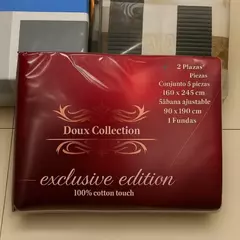 2 Plazas
Piezas
Conjunto 5 piezas
160 x 245 cm
Sábana ajustable
90 x 190 cm
1 Fundas
Doux Collection
exclusive edition
100% cotton touch